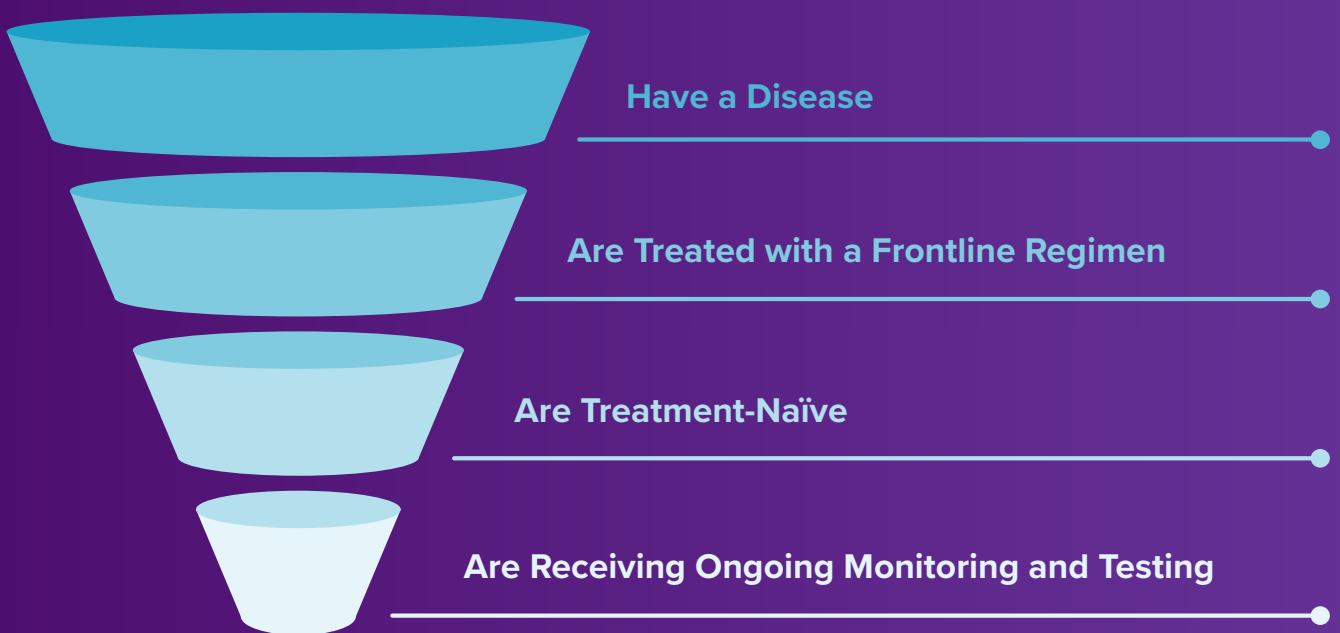 Have a Disease
Are Treated with a Frontline Regimen
Are Treatment-Naïve
Are Receiving Ongoing Monitoring and Testing